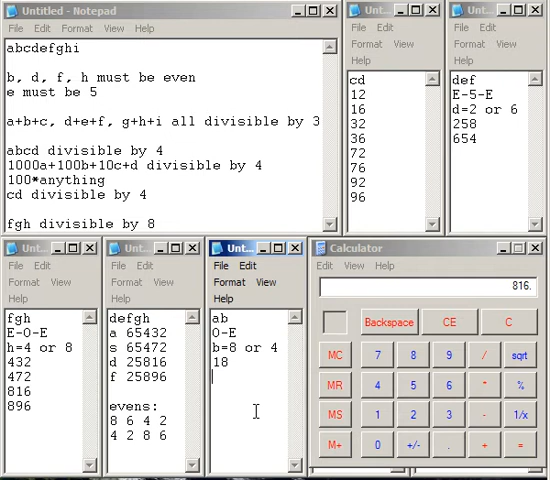 Untitled - Notepad
File Edit Format View Help
abcdefghi
b, d, f, h must be even
e must be 5
a+b+c, d+e+f, g+h+i all divisible by 3
abcd divisible by 4
1000a+100b+10c+d divisible by 4
100*anything
cd divisible by 4
fgh divisible by 8
Unt...
File Edit
Format View
Help
cd
12
16
32
36
72
76
92
96
Unt...
File Edit
Format View
Help
def
E-5-E
d=2 or 6
258
654
Unt...
File Edit
Format View
Help
fgh
E-O-E
h=4 or 8
432
472
816
896
Unt...
File Edit
Format View
Help
defgh
a 65432
s 65472
d 25816
f 25896
evens:
8 6 4 2
4 2 8 6
Unt...
File Edit
Format View
Help
ab
O-E
b=8 or 4
18
Calculator
Edit View Help
816.
Backspace CE C
MC 7 8 9 / sqrt
MR 4 5 6 * %
MS 1 2 3 - 1/x
M+ 0 +/- . + =